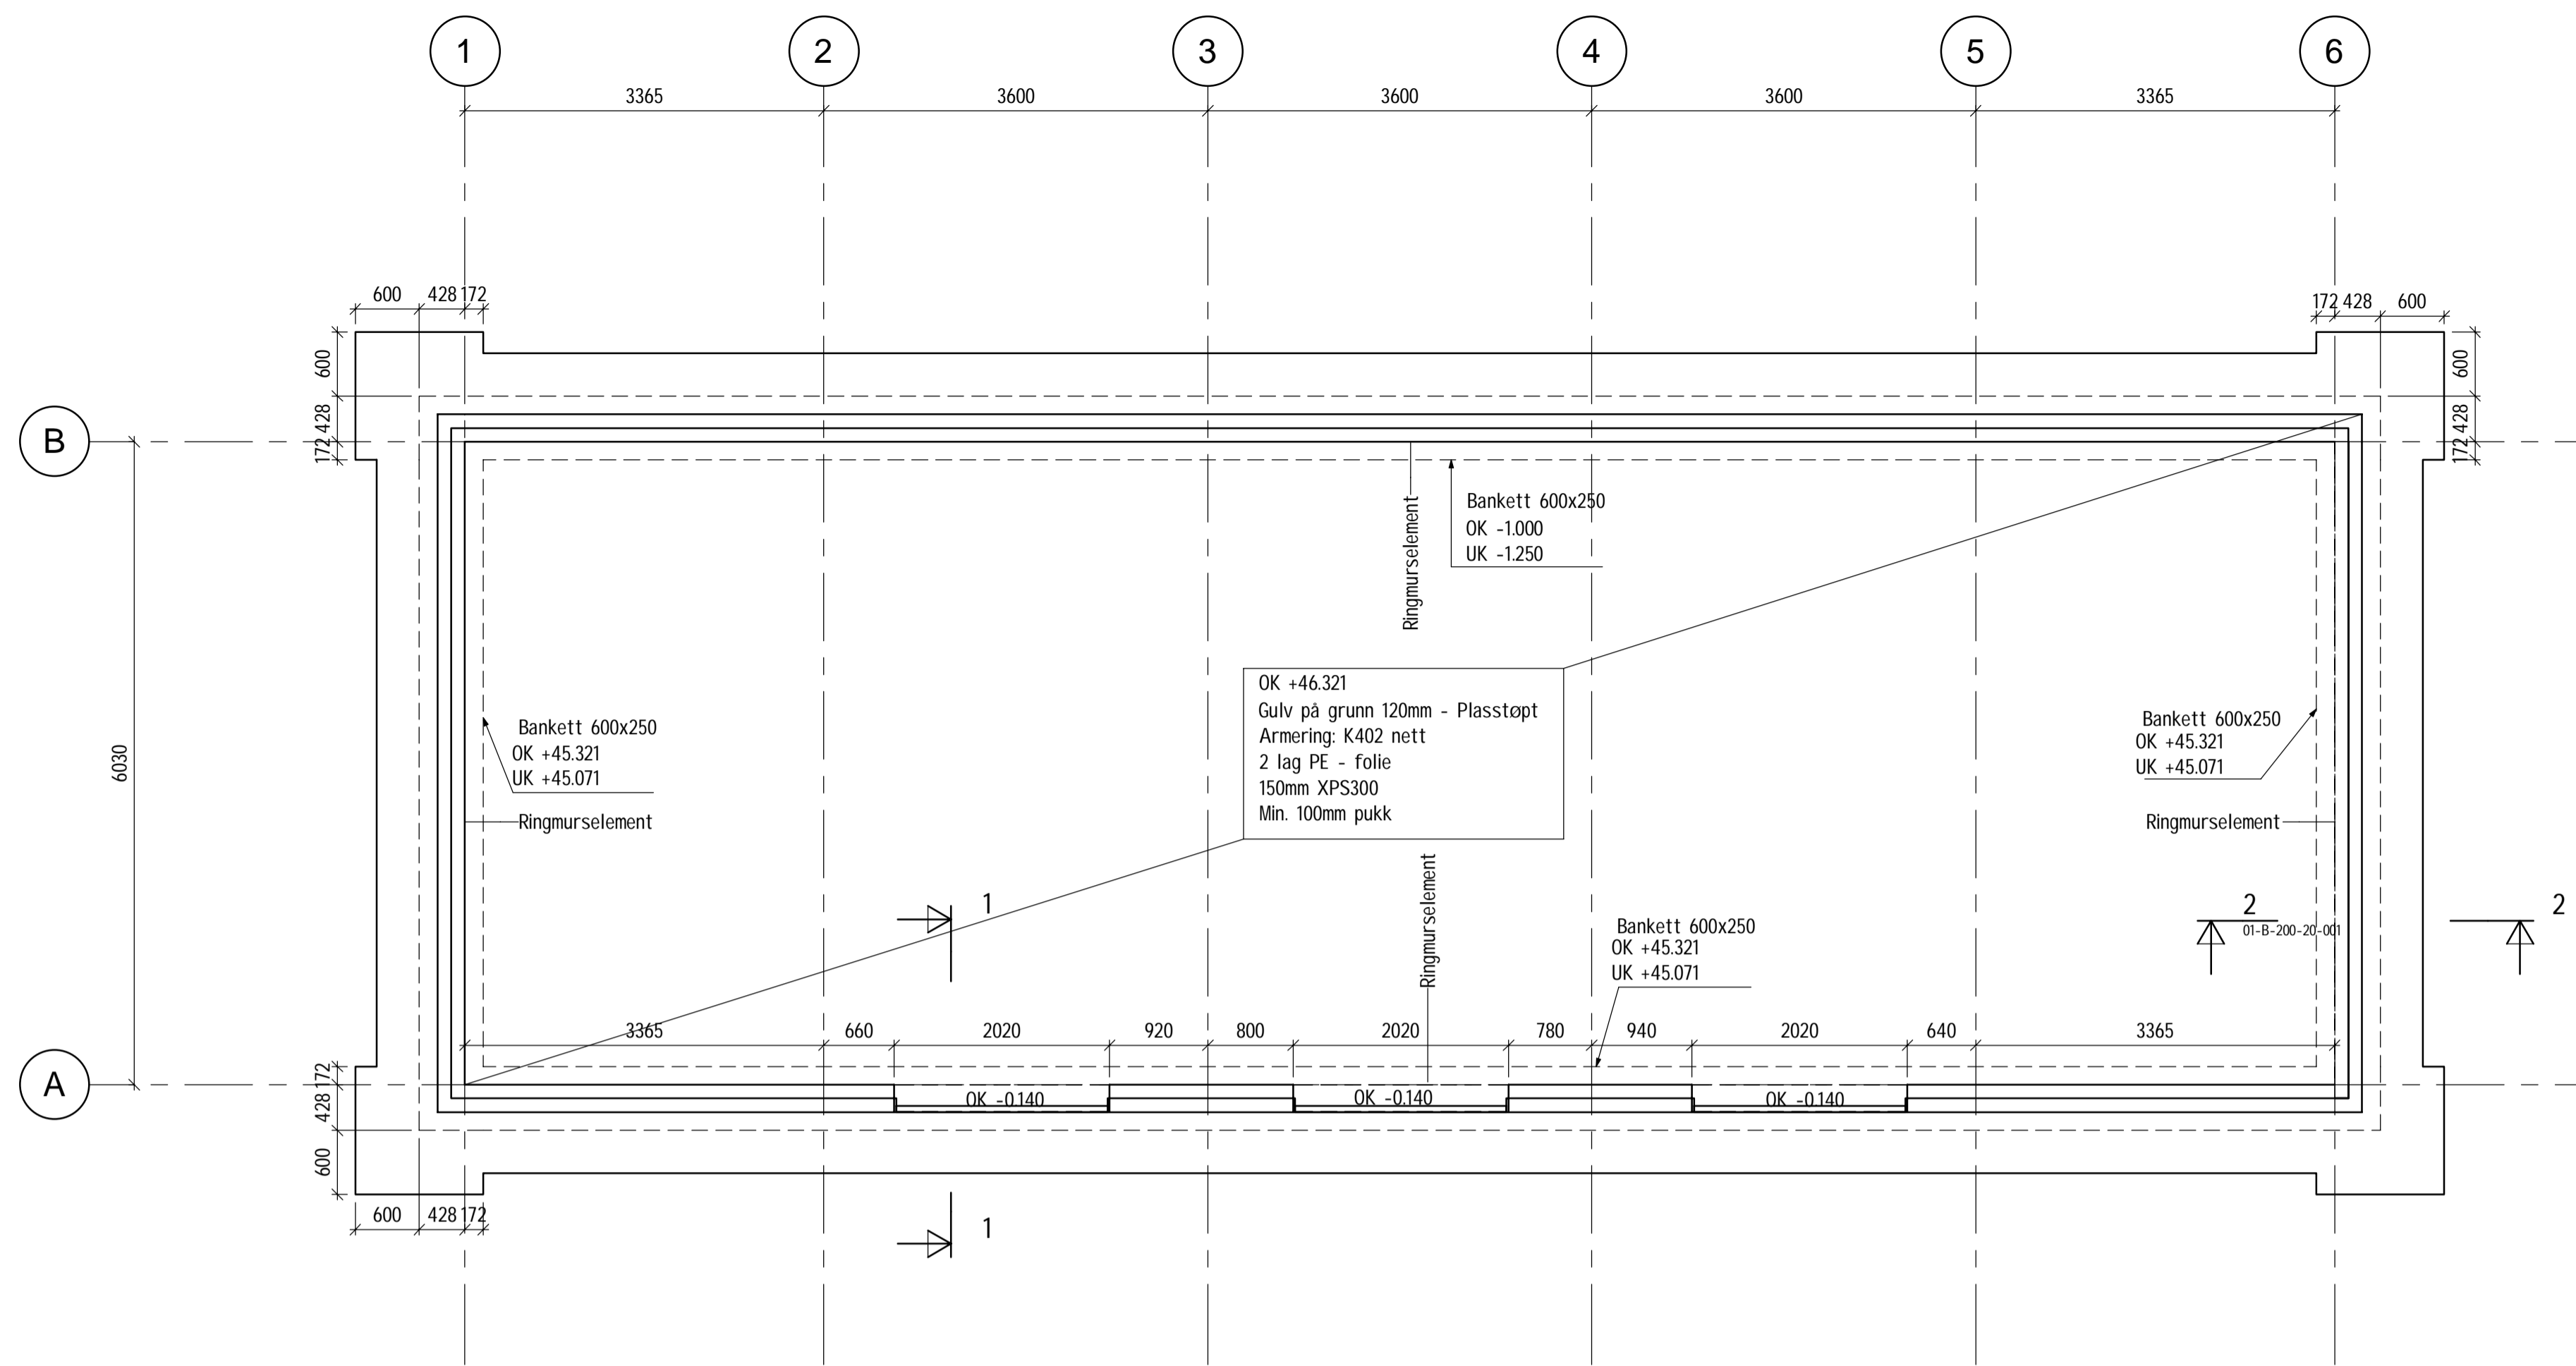 1 2 3 4 5 6
3365 3600 3600 3600 3365
600 428 172
172 428 600
600
428
172
600
428
172
B
Bankett 600x250
OK -1.000
UK -1.250
Ringmurselement
OK +46.321
Gulv på grunn 120mm - Plasstøpt
Armering: K402 nett
2 lag PE - folie
150mm XPS300
Min. 100mm pukk
Bankett 600x250
OK +45.321
UK +45.071
Ringmurselement
Bankett 600x250
OK +45.321
UK +45.071
Ringmurselement
6030
Ringmurselement
1
Bankett 600x250
OK +45.321
UK +45.071
2
01-B-200-20-001
2
3365 660 2020 920 800 2020 780 940 2020 640 3365
A
OK -0.140 OK -0.140 OK -0.140
172
428
600
600 428 172
1